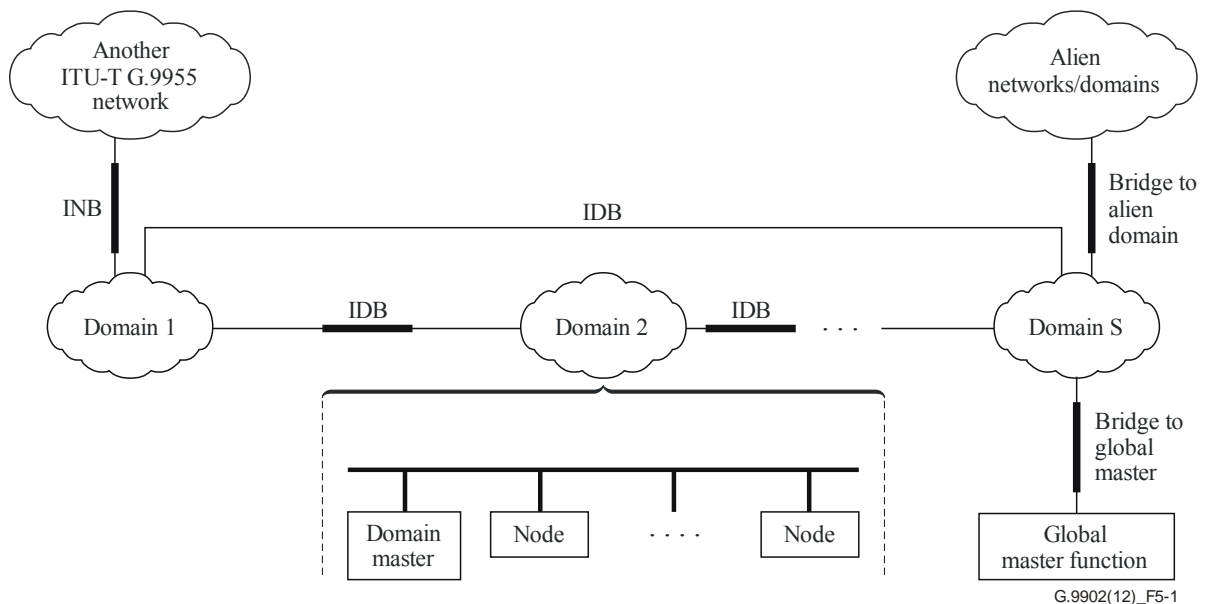 Another
ITU-T G.9955
network
Alien
networks/domains
INB
IDB
Bridge to
alien
domain
Domain 1
IDB
Domain 2
IDB
. . .
Domain S
Bridge to
global
master
Domain
master
Node
. . . .
Node
Global
master function
G.9902(12)_F5-1